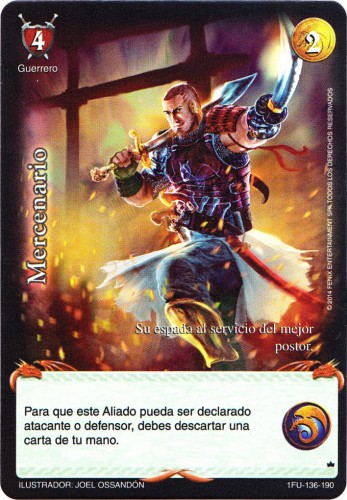 4
2
Guerrero
Mercenario
© 2014 FENIX ENTERTAINMENT SPA.TODOS LOS DERECHOS RESERVADOS
Su espada al servicio del mejor
postor.
Para que este Aliado pueda ser declarado
atacante o defensor, debes descartar una
carta de tu mano.
ILUSTRADOR: JOEL OSSANDÓN
1FU-136-190